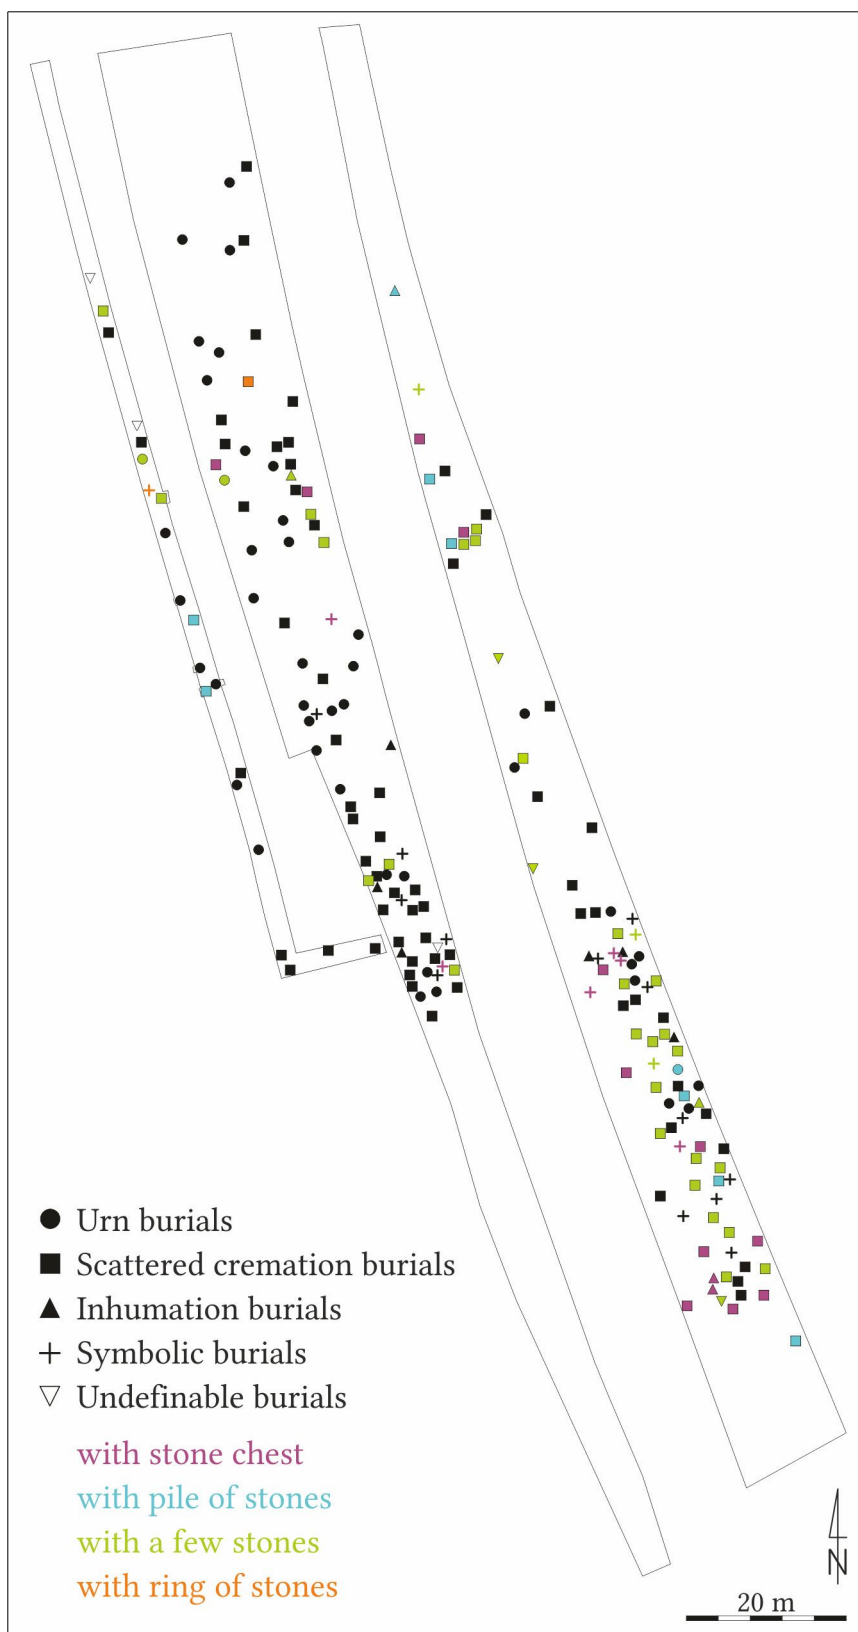 Urn burials
Scattered cremation burials
Inhumation burials
Symbolic burials
Undefinable burials
with stone chest
with pile of stones
with a few stones
with ring of stones
N
20 m